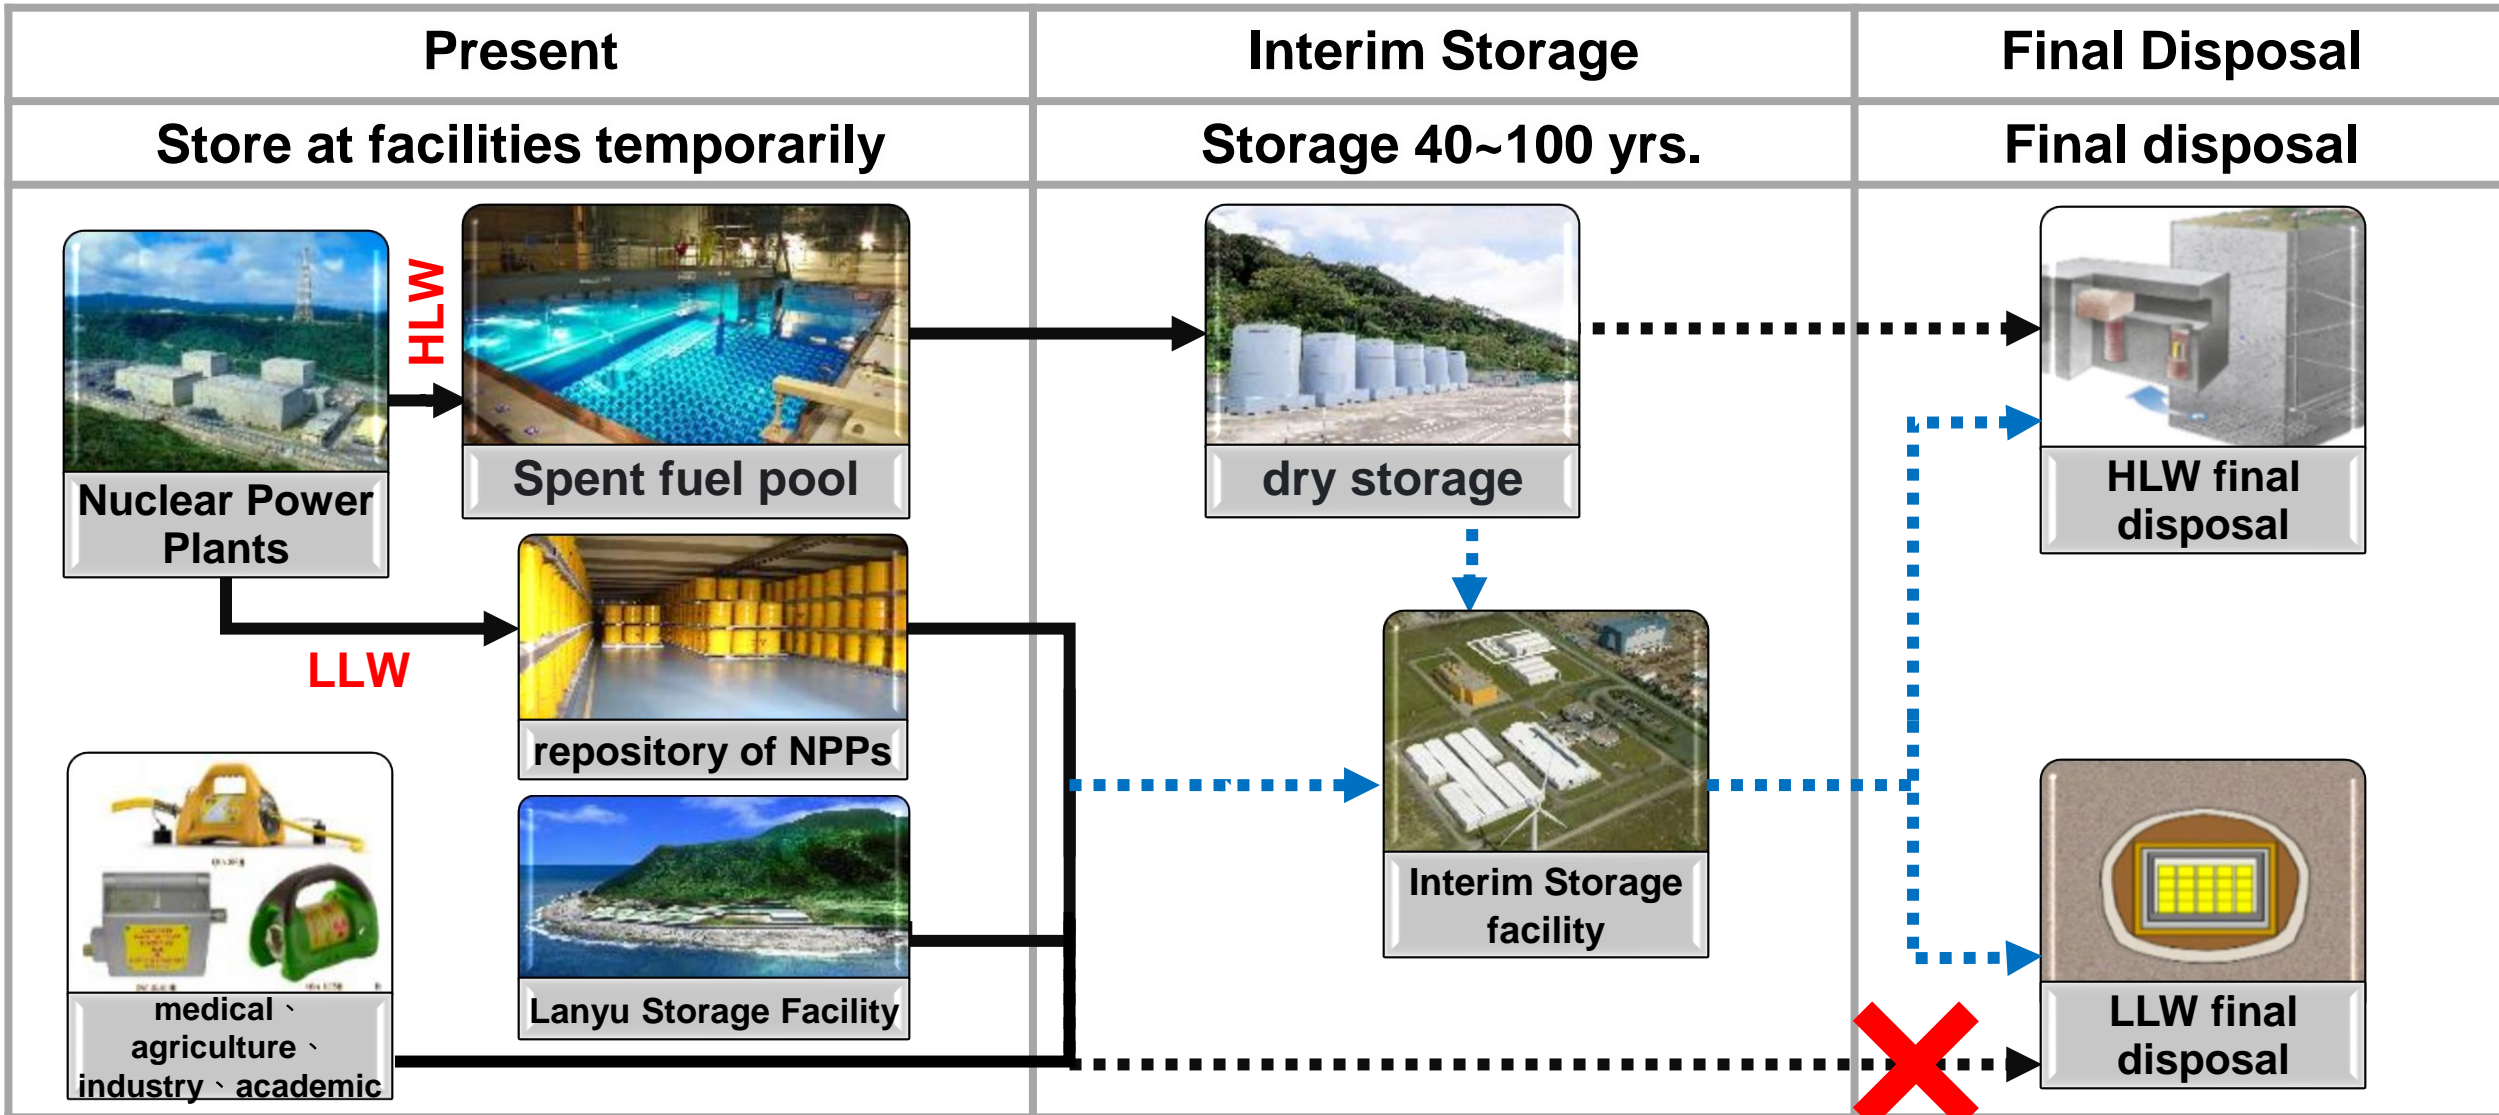 Present
Interim Storage
Final Disposal
Store at facilities temporarily
Storage 40~100 yrs.
Final disposal
HLW
Nuclear Power
Plants
Spent fuel pool
dry storage
HLW final
disposal
LLW
repository of NPPs
Interim Storage
facility
medical、
agriculture、
industry、academic
Lanyu Storage Facility
LLW final
disposal